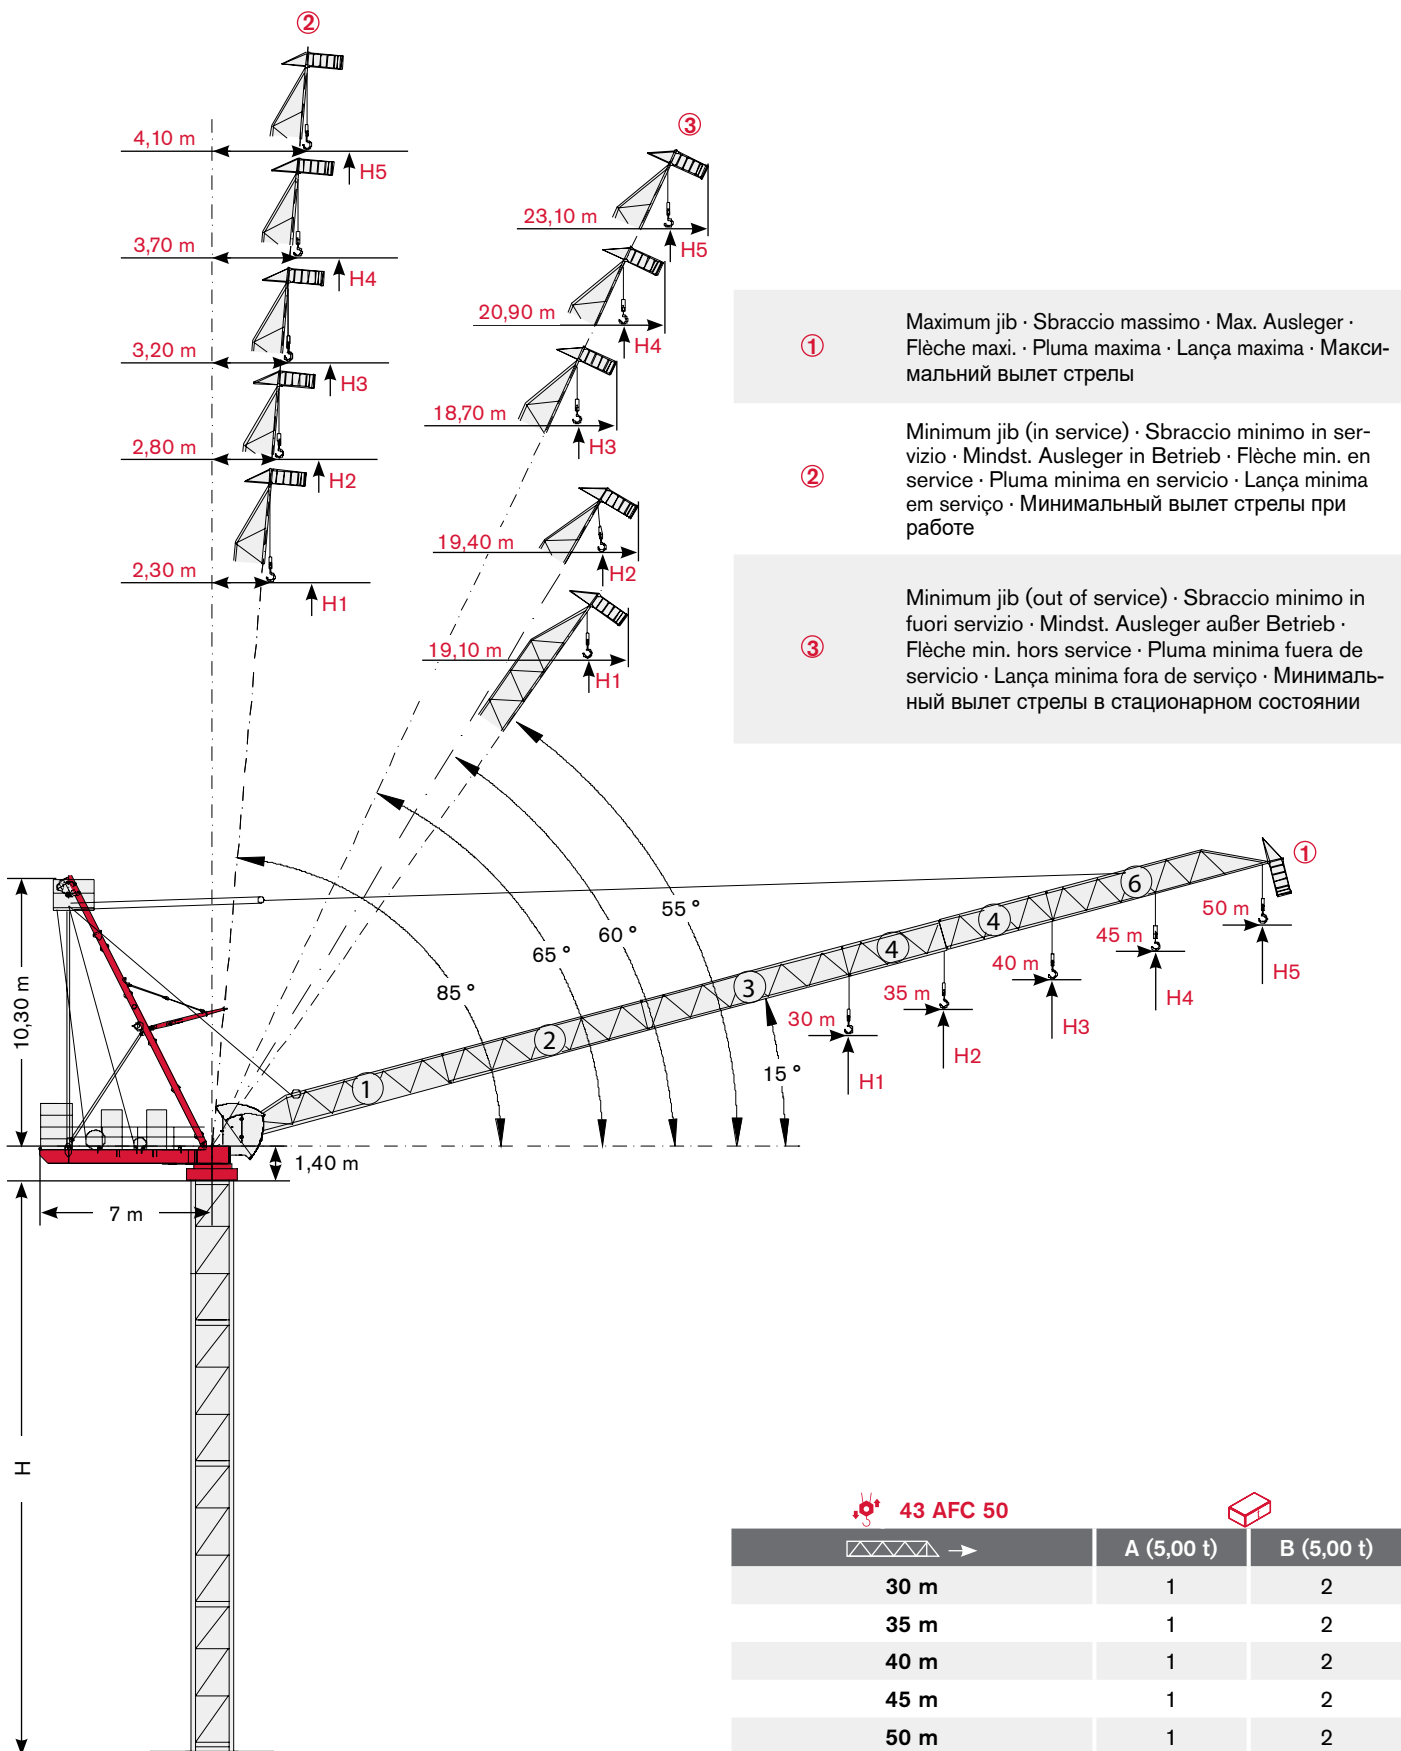 ②
4,10 m
H5
3,70 m
H4
3,20 m
H3
2,80 m
H2
2,30 m
H1
③
23,10 m
H5
20,90 m
H4
18,70 m
H3
19,40 m
H2
19,10 m
H1
①
Maximum jib · Sbraccio massimo · Max. Ausleger ·
Flèche maxi. · Pluma maxima · Lança maxima · Макси-
мальний вылет стрелы
②
Minimum jib (in service) · Sbraccio minimo in ser-
vizio · Mindst. Ausleger in Betrieb · Flèche min. en
service · Pluma minima en servicio · Lança minima
em serviço · Минимальный вылет стрелы при
работе
③
Minimum jib (out of service) · Sbraccio minimo in
fuori servizio · Mindst. Ausleger außer Betrieb ·
Flèche min. hors service · Pluma minima fuera de
servicio · Lança minima fora de serviço · Минималь-
ный вылет стрелы в стационарном состоянии
①
6
50 m
H5
4
45 m
H4
4
40 m
H3
3
35 m
H2
30 m
H1
2
1
55 °
60 °
65 °
85 °
15 °
10,30 m
1,40 m
7 m
H
43 AFC 50
A (5,00 t) B (5,00 t)
30 m 1 2
35 m 1 2
40 m 1 2
45 m 1 2
50 m 1 2